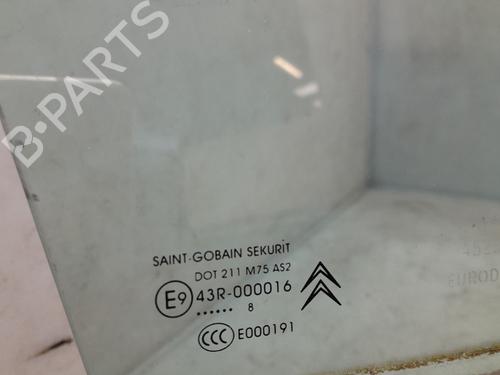 B-PARTS
SAINT-GOBAIN SEKURIT
DOT 211 M75 AS2
E9 43R-000016
...... 8
CCC E000191